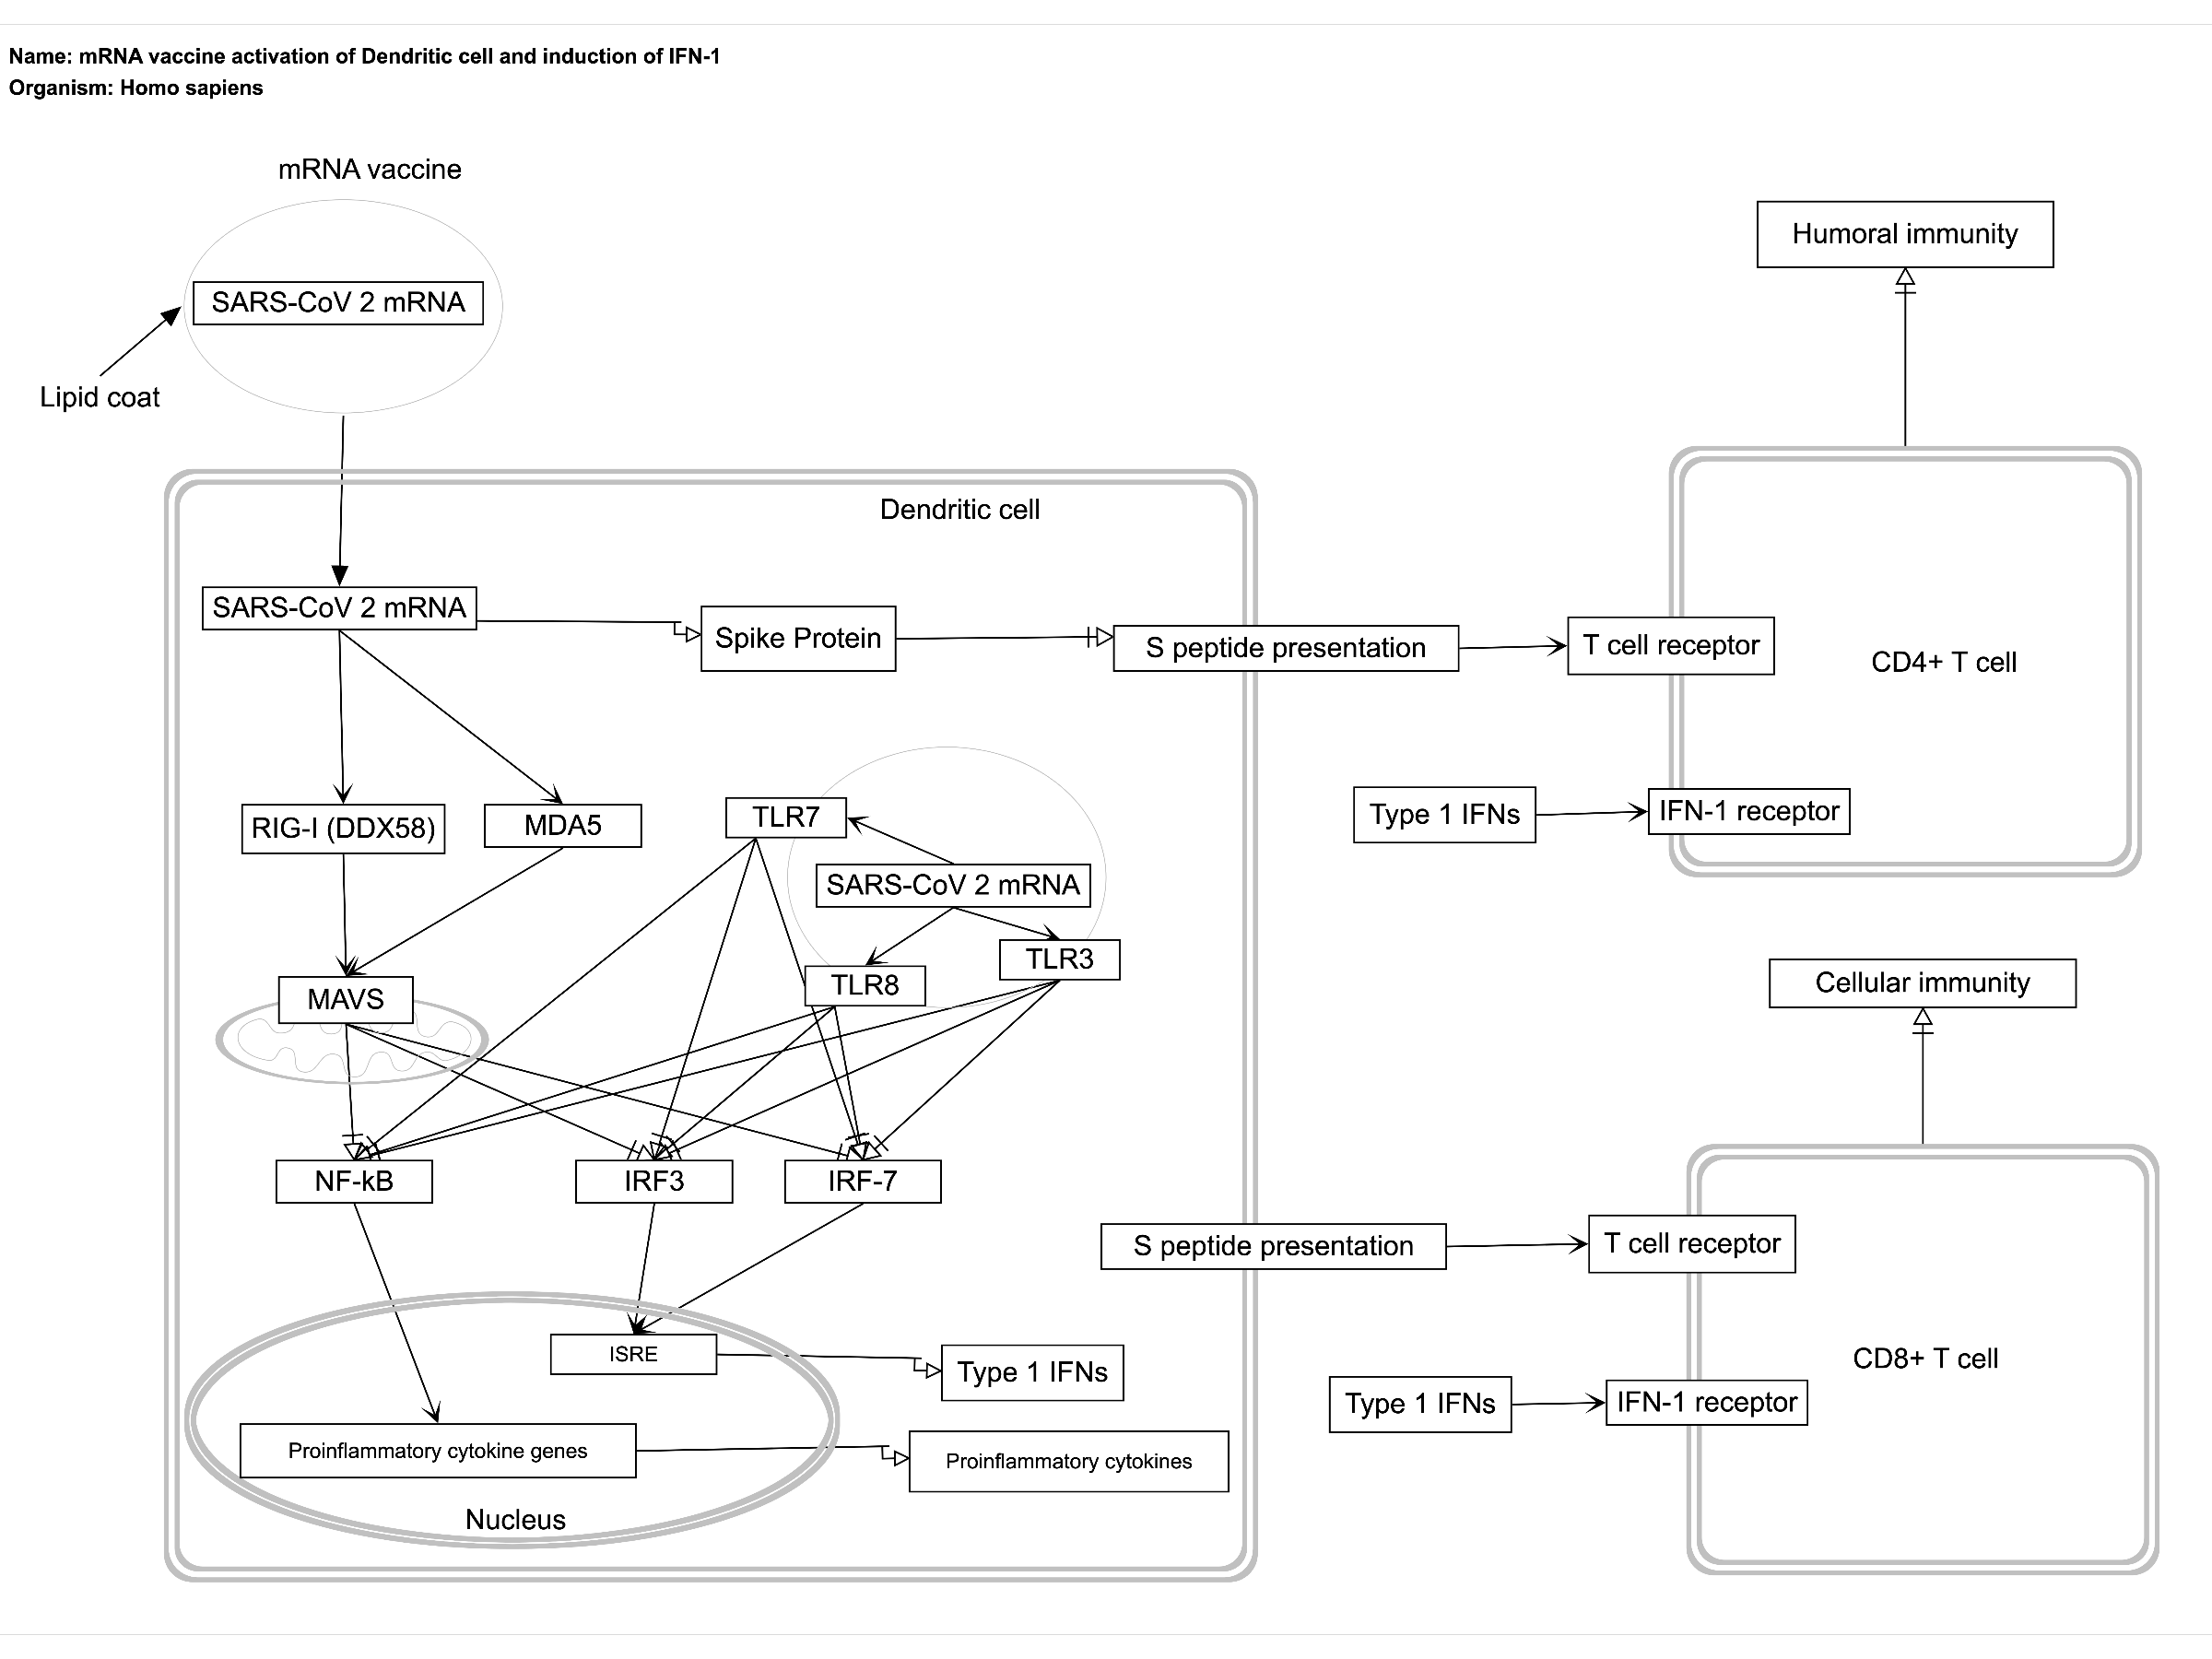 Name: mRNA vaccine activation of Dendritic cell and induction of IFN-1
Organism: Homo sapiens
mRNA vaccine
SARS-CoV 2 mRNA
Lipid coat
Humoral immunity
Dendritic cell
SARS-CoV 2 mRNA
Spike Protein
S peptide presentation
T cell receptor
CD4+ T cell
RIG-I (DDX58)
MDA5
TLR7
SARS-CoV 2 mRNA
TLR3
TLR8
Type 1 IFNs
IFN-1 receptor
MAVS
Cellular immunity
NF-kB
IRF3
IRF-7
S peptide presentation
T cell receptor
CD8+ T cell
ISRE
Type 1 IFNs
Type 1 IFNs
IFN-1 receptor
Proinflammatory cytokine genes
Proinflammatory cytokines
Nucleus